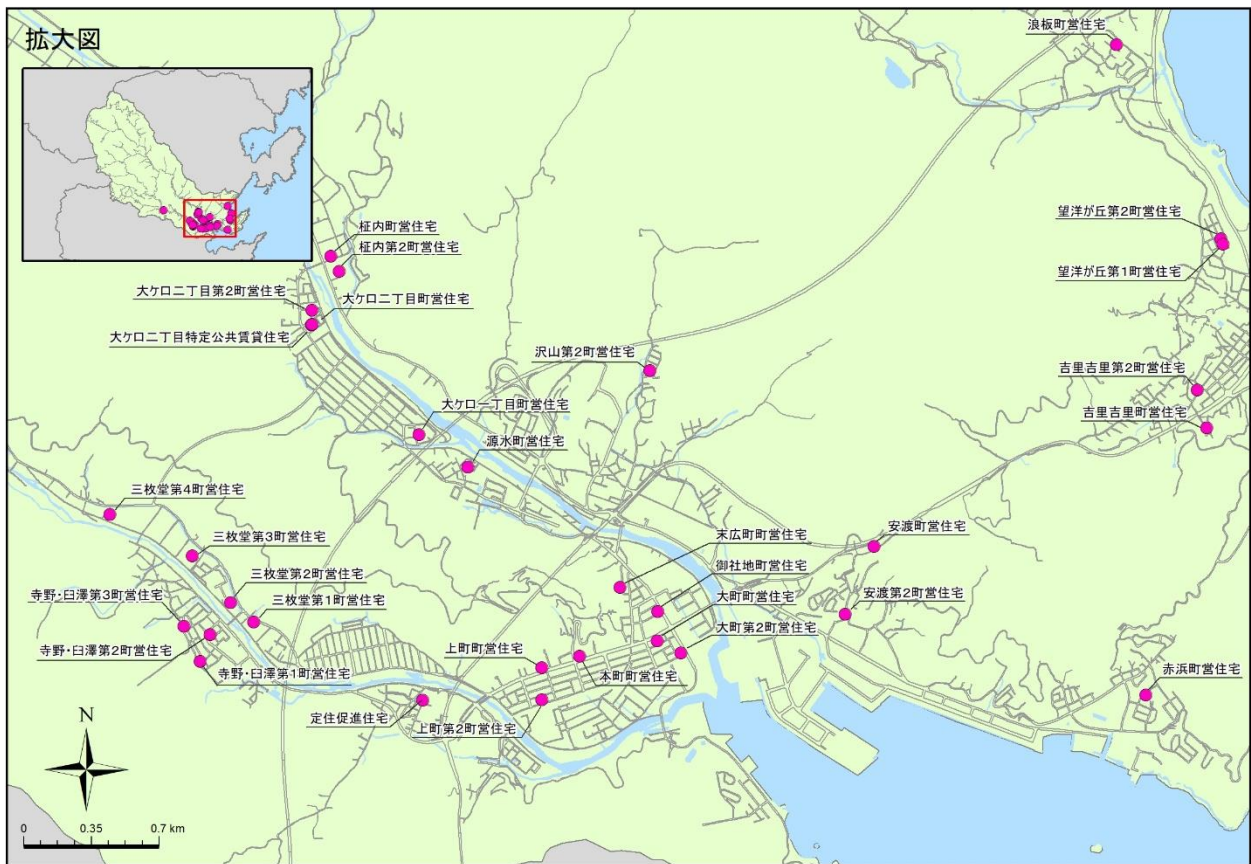 拡大図
浪板町営住宅
望洋が丘第2町営住宅
望洋が丘第1町営住宅
柾内町営住宅
柾内第2町営住宅
大ケ口二丁目第2町営住宅
大ケ口二丁目町営住宅
大ケ口二丁目特定公共賃貸住宅
沢山第2町営住宅
吉里吉里第2町営住宅
吉里吉里町営住宅
大ケ口一丁目町営住宅
源水町営住宅
三枚堂第4町営住宅
三枚堂第3町営住宅
三枚堂第2町営住宅
三枚堂第1町営住宅
寺野・臼澤第3町営住宅
寺野・臼澤第2町営住宅
寺野・臼澤第1町営住宅
末広町町営住宅
御社地町営住宅
大町町営住宅
大町第2町営住宅
安渡町営住宅
安渡第2町営住宅
上町町営住宅
本町町営住宅
赤浜町営住宅
定住促進住宅
上町第2町営住宅
N
0 0.35 0.7 km